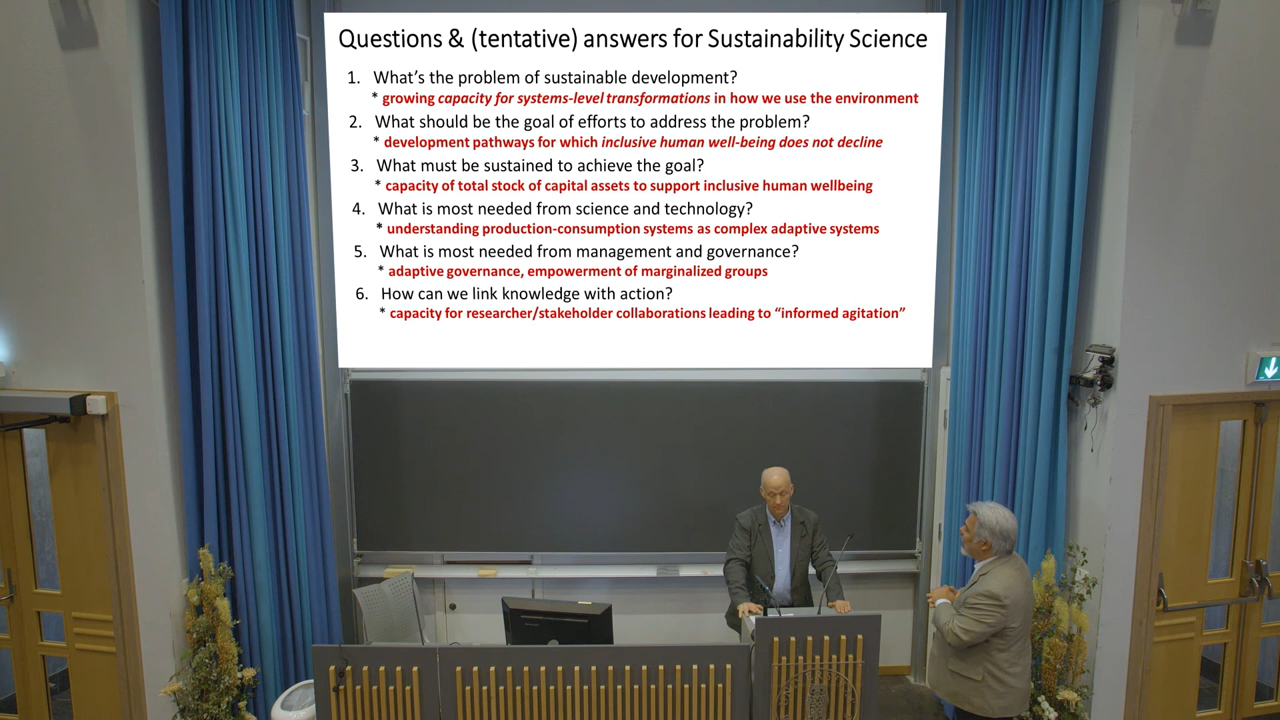 Questions & (tentative) answers for Sustainability Science
1. What's the problem of sustainable development?
* growing capacity for systems-level transformations in how we use the environment
2. What should be the goal of efforts to address the problem?
* development pathways for which inclusive human well-being does not decline
3. What must be sustained to achieve the goal?
* capacity of total stock of capital assets to support inclusive human wellbeing
4. What is most needed from science and technology?
* understanding production-consumption systems as complex adaptive systems
5. What is most needed from management and governance?
* adaptive governance, empowerment of marginalized groups
6. How can we link knowledge with action?
* capacity for researcher/stakeholder collaborations leading to “informed agitation”